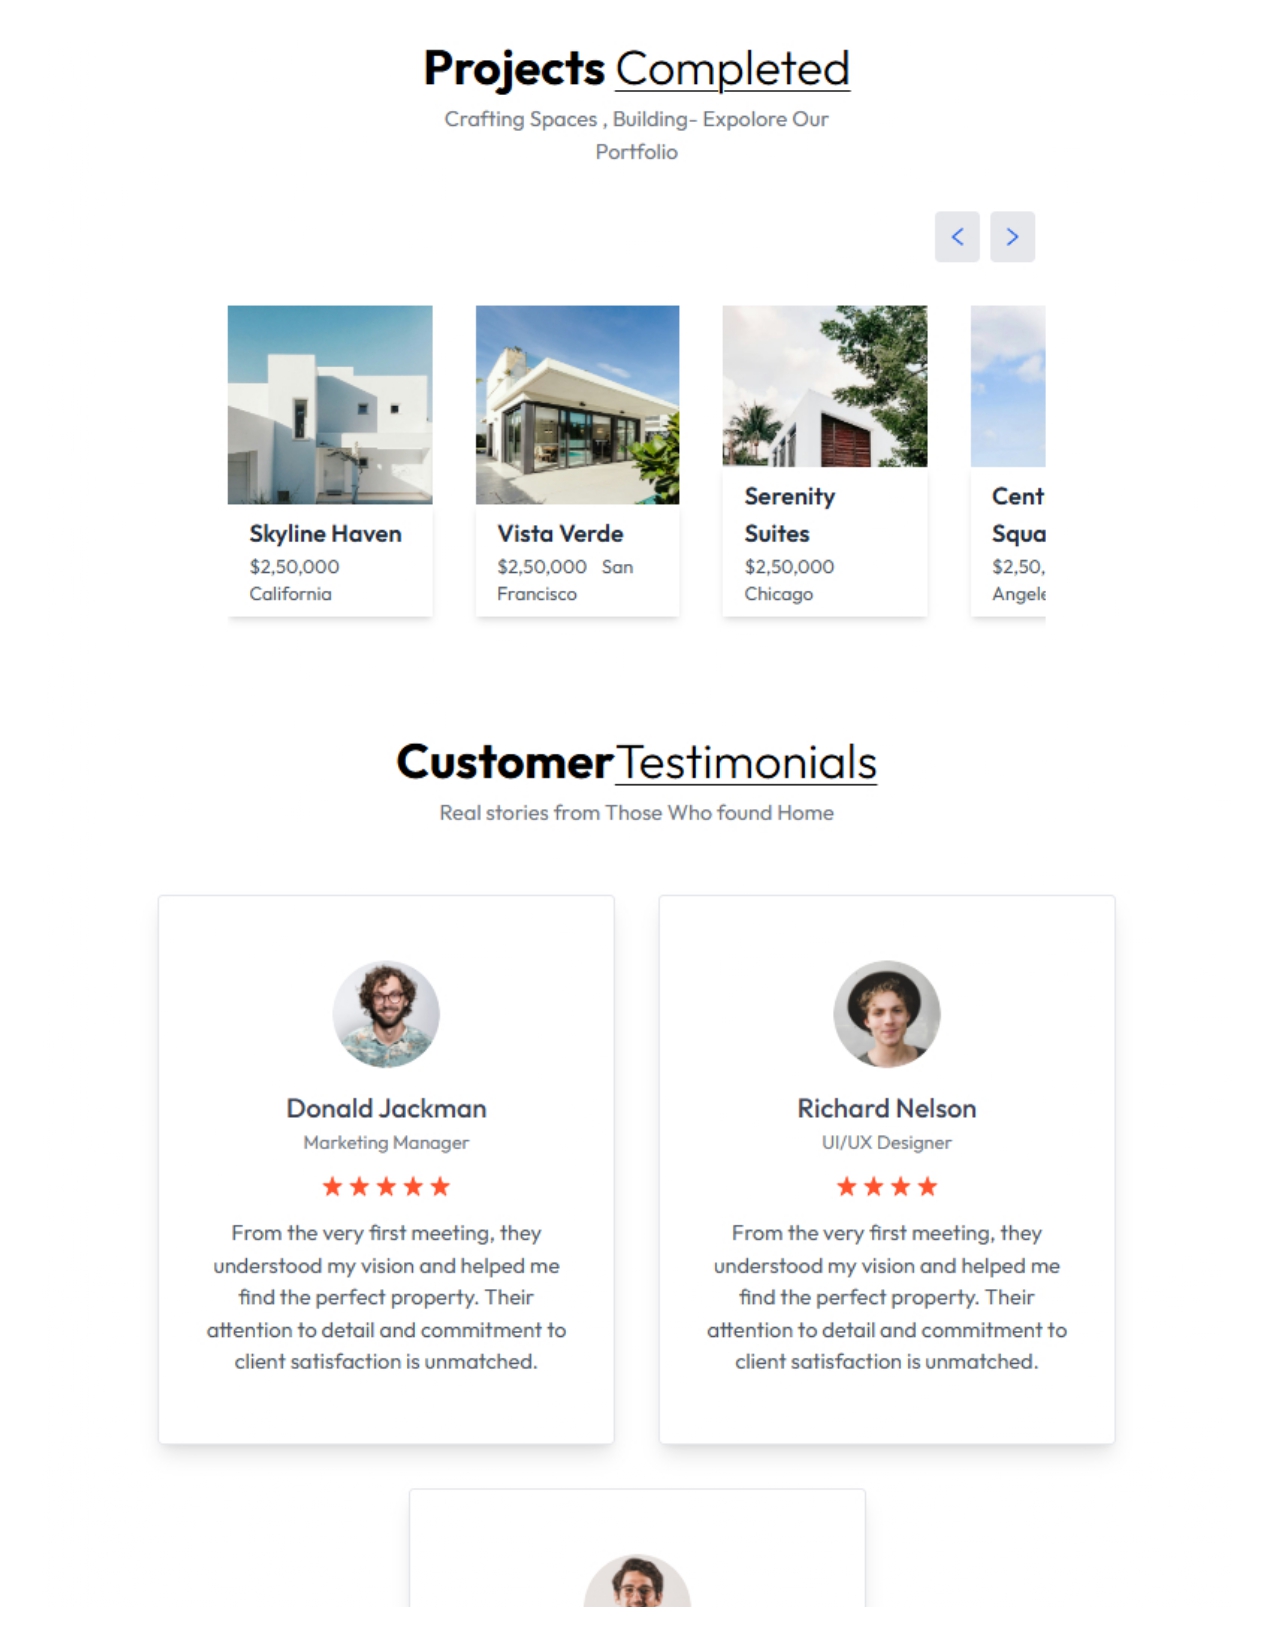 Projects Completed
Crafting Spaces , Building- Expolore Our
Portfolio
Skyline Haven
$2,50,000
California
Vista Verde
$2,50,000 San
Francisco
Serenity
Suites
$2,50,000
Chicago
Cent
Squa
$2,50,
Angele
CustomerTestimonials
Real stories from Those Who found Home
Donald Jackman
Marketing Manager
From the very first meeting, they
understood my vision and helped me
find the perfect property. Their
attention to detail and commitment to
client satisfaction is unmatched.
Richard Nelson
UI/UX Designer
From the very first meeting, they
understood my vision and helped me
find the perfect property. Their
attention to detail and commitment to
client satisfaction is unmatched.